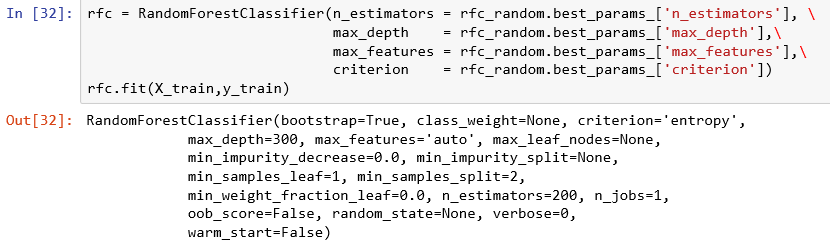 In [32]: rfc = RandomForestClassifier(n_estimators = rfc_random.best_params_['n_estimators'], \
max_depth    = rfc_random.best_params_['max_depth'],\
max_features = rfc_random.best_params_['max_features'],\
criterion    = rfc_random.best_params_['criterion'])
rfc.fit(X_train,y_train)
Out[32]: RandomForestClassifier(bootstrap=True, class_weight=None, criterion='entropy',
max_depth=300, max_features='auto', max_leaf_nodes=None,
min_impurity_decrease=0.0, min_impurity_split=None,
min_samples_leaf=1, min_samples_split=2,
min_weight_fraction_leaf=0.0, n_estimators=200, n_jobs=1,
oob_score=False, random_state=None, verbose=0,
warm_start=False)